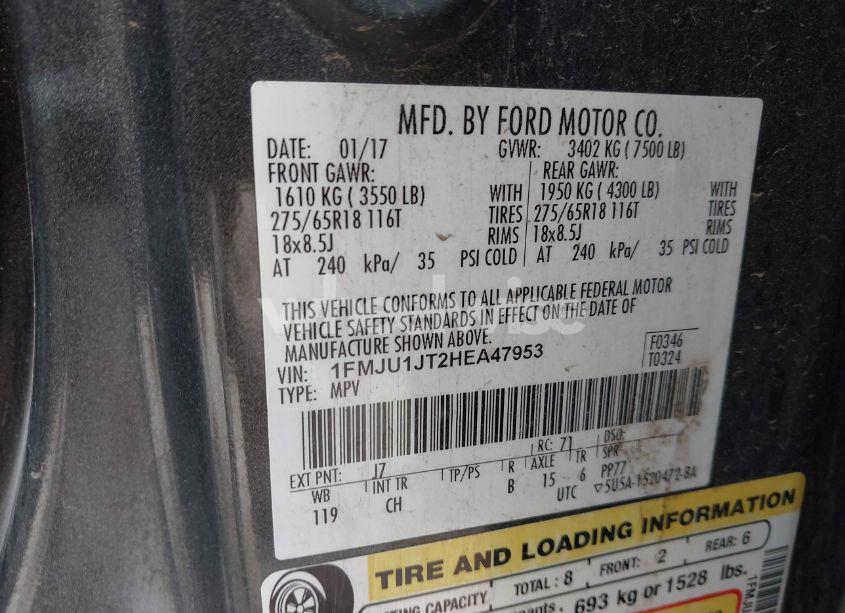 MFD. BY FORD MOTOR CO.
DATE: 01/17 GVWR: 3402 KG ( 7500 LB)
FRONT GAWR: REAR GAWR:
1610 KG ( 3550 LB) WITH 1950 KG ( 4300 LB) WITH
275/65R18 116T TIRES 275/65R18 116T TIRES
18x8.5J RIMS 18x8.5J RIMS
AT 240 kPa/ 35 PSI COLD AT 240 kPa/ 35 PSI COLD
THIS VEHICLE CONFORMS TO ALL APPLICABLE FEDERAL MOTOR
VEHICLE SAFETY STANDARDS IN EFFECT ON THE DATE OF
MANUFACTURE SHOWN ABOVE.
VIN: 1FMJU1JT2HEA47953 F0346
TYPE: MPV T0324
RC: 71 DSO:
EXT PNT: J7 R AXLE TR SPR
WB INT TR TP/PS B 15 6 PP77
119 CH UTC ▽5U5A-1520472-BA
TIRE AND LOADING INFORMATION
SEATING CAPACITY TOTAL: 8 FRONT: 2 REAR: 6
693 kg or 1528 lbs.
1FMJU